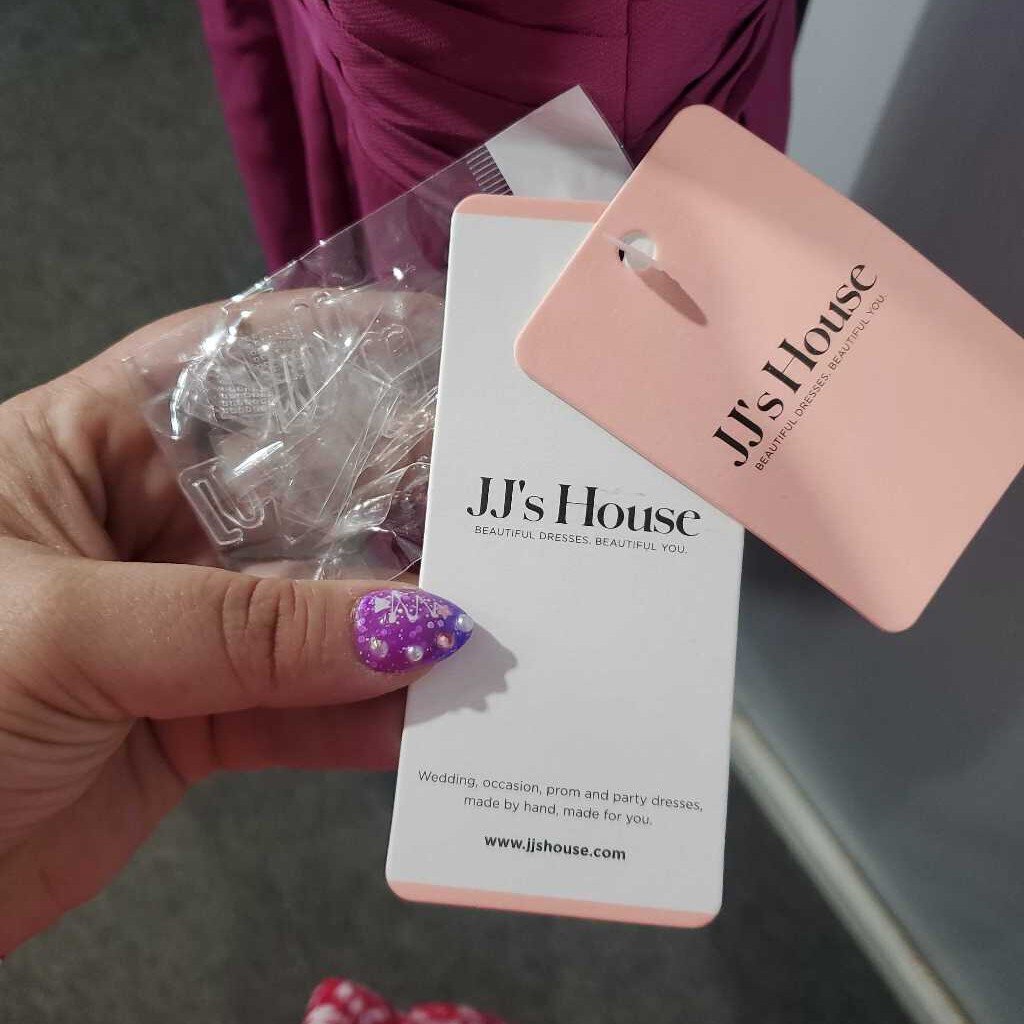 JJ's House
BEAUTIFUL DRESSES. BEAUTIFUL YOU.
JJ's House
BEAUTIFUL DRESSES. BEAUTIFUL YOU.
Wedding, occasion, prom and party dresses,
made by hand, made for you.
www.jjshouse.com